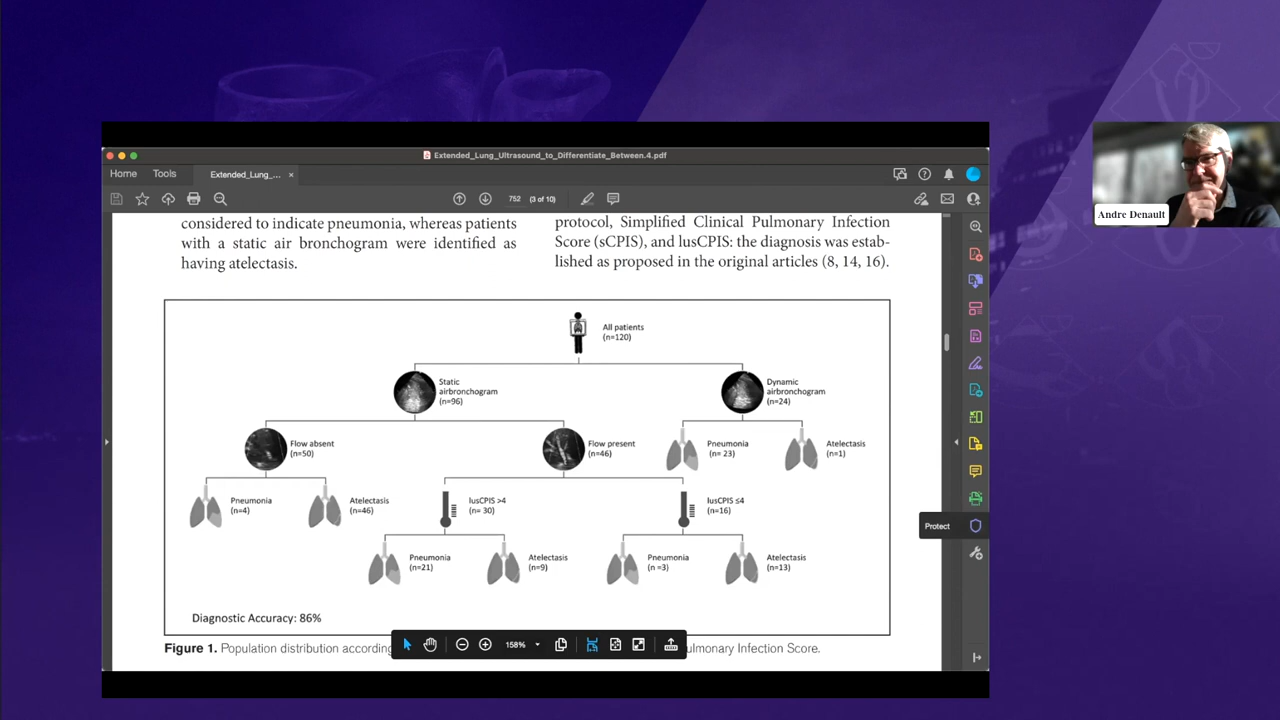 Extended_Lung_Ultrasound_to_Differentiate_Between.4.pdf
Home
Tools
Extended_Lung_...
×
752
(3 of 10)
considered to indicate pneumonia, whereas patients
with a static air bronchogram were identified as
having atelectasis.
protocol, Simplified Clinical Pulmonary Infection
Score (sCPIS), and lusCPIS: the diagnosis was estab-
lished as proposed in the original articles (8, 14, 16).
All patients
(n=120)
Static
airbronchogram
(n=96)
Dynamic
airbronchogram
(n=24)
Flow absent
(n=50)
Flow present
(n=46)
Pneumonia
(n= 23)
Atelectasis
(n=1)
Pneumonia
(n=4)
Atelectasis
(n=46)
lusCPIS >4
(n= 30)
lusCPIS ≤4
(n=16)
Pneumonia
(n=21)
Atelectasis
(n=9)
Pneumonia
(n =3)
Atelectasis
(n=13)
Diagnostic Accuracy: 86%
Figure 1. Population distribution according
ulmonary Infection Score.
158%
Protect
Andre Denault